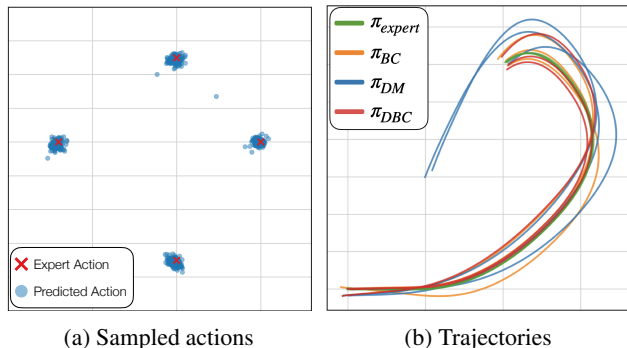 Expert Action
Predicted Action
(a) Sampled actions
π_expert
π_BC
π_DM
π_DBC
(b) Trajectories